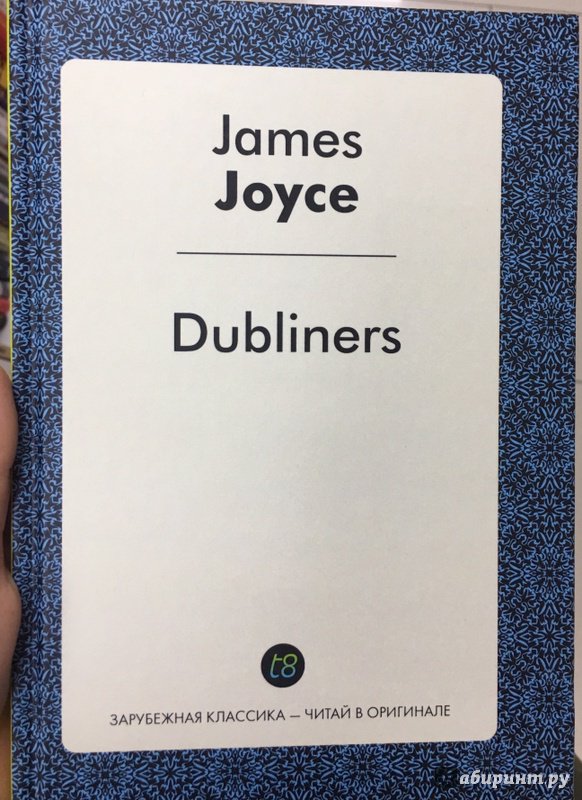 James
Joyce
Dubliners
t8
ЗАРУБЕЖНАЯ КЛАССИКА — ЧИТАЙ В ОРИГИНАЛЕ
абиринт.ру